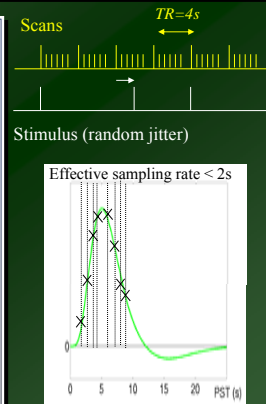 TR=4s
Scans
Stimulus (random jitter)
Effective sampling rate < 2s
0
0 5 10 15 20 PST (s)